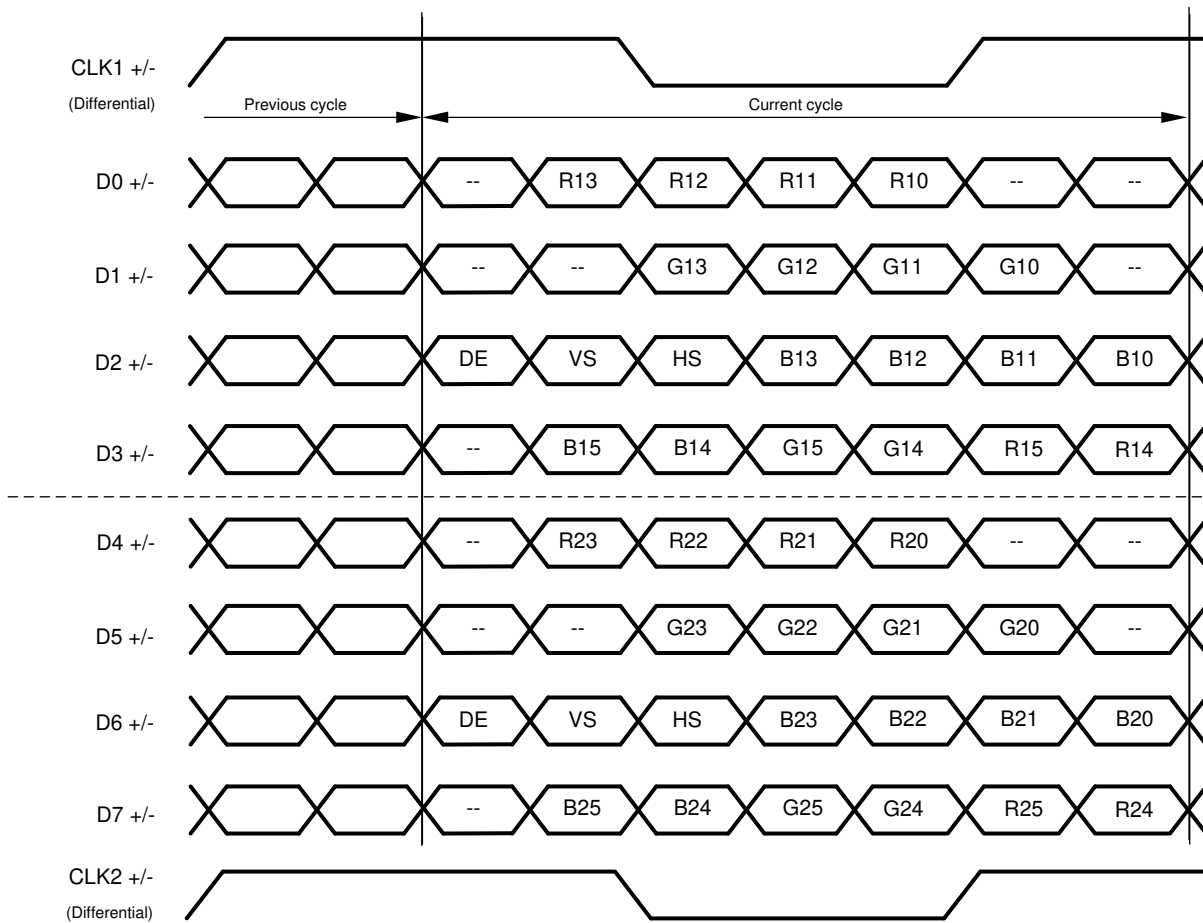 CLK1 +/-
(Differential)
Previous cycle Current cycle
D0 +/- -- R13 R12 R11 R10 -- --
D1 +/- -- -- G13 G12 G11 G10 --
D2 +/- DE VS HS B13 B12 B11 B10
D3 +/- -- B15 B14 G15 G14 R15 R14
D4 +/- -- R23 R22 R21 R20 -- --
D5 +/- -- -- G23 G22 G21 G20 --
D6 +/- DE VS HS B23 B22 B21 B20
D7 +/- -- B25 B24 G25 G24 R25 R24
CLK2 +/-
(Differential)